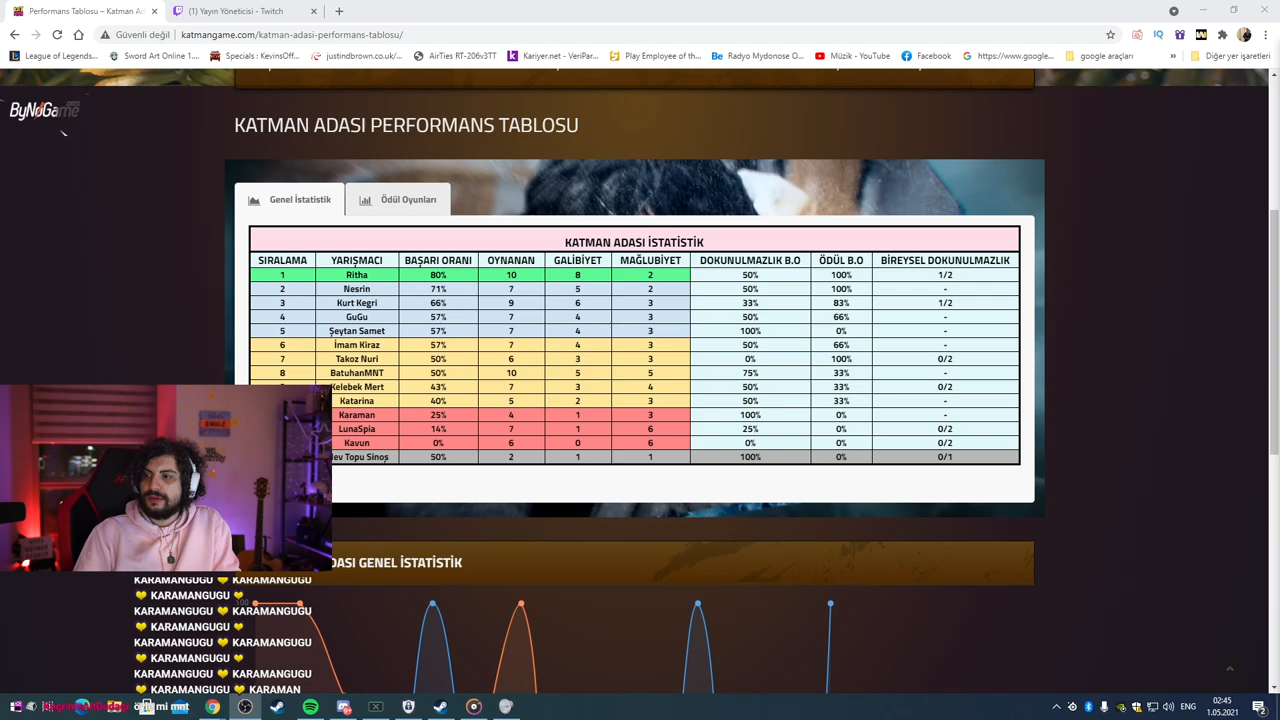 Performans Tablosu – Katman Ad
(1) Yayın Yöneticisi - Twitch
Güvenli değil
katmangame.com/katman-adasi-performans-tablosu/
League of Legends...
Sword Art Online 1....
Specials : KevinsOff...
justindbrown.co.uk/...
AirTies RT-206v3TT
Kariyer.net - VeriPar...
Play Employee of th...
Radyo Mydonose O...
Müzik - YouTube
Facebook
https://www.google...
google araçları
»
Diğer yer işaretleri
ByNoGame.com
KATMAN ADASI PERFORMANS TABLOSU
Genel İstatistik
Ödül Oyunları
KATMAN ADASI İSTATİSTİK
SIRALAMA YARIŞMACI BAŞARI ORANI OYNANAN GALİBİYET MAĞLUBİYET DOKUNULMAZLIK B.O ÖDÜL B.O BİREYSEL DOKUNULMAZLIK
1 Ritha 80% 10 8 2 50% 100% 1/2
2 Nesrin 71% 7 5 2 50% 100% -
3 Kurt Kegri 66% 9 6 3 33% 83% 1/2
4 GuGu 57% 7 4 3 50% 66% -
5 Şeytan Samet 57% 7 4 3 100% 0% -
6 İmam Kiraz 57% 7 4 3 50% 66% -
7 Takoz Nuri 50% 6 3 3 0% 100% 0/2
8 BatuhanMNT 50% 10 5 5 75% 33% -
Kelebek Mert 43% 7 3 4 50% 33% 0/2
Katarina 40% 5 2 3 50% 33% -
Karaman 25% 4 1 3 100% 0% -
LunaSpia 14% 7 1 6 25% 0% 0/2
Kavun 0% 6 0 6 0% 0% 0/2
ev Topu Sinoş 50% 2 1 1 100% 0% 0/1
DASI GENEL İSTATİSTİK
100
KARAMANGUGU 💛 KARAMANGUGU
💛 KARAMANGUGU 💛
KARAMANGUGU 💛 KARAMANGUGU
💛 KARAMANGUGU 💛
KARAMANGUGU 💛 KARAMANGUGU
💛 KARAMANGUGU 💛
KARAMANGUGU 💛 KARAMANGUGU
💛 KARAMANGUGU 💛 KARAMAN
öyle mi mnt
ENG
02:45
1.05.2021
2